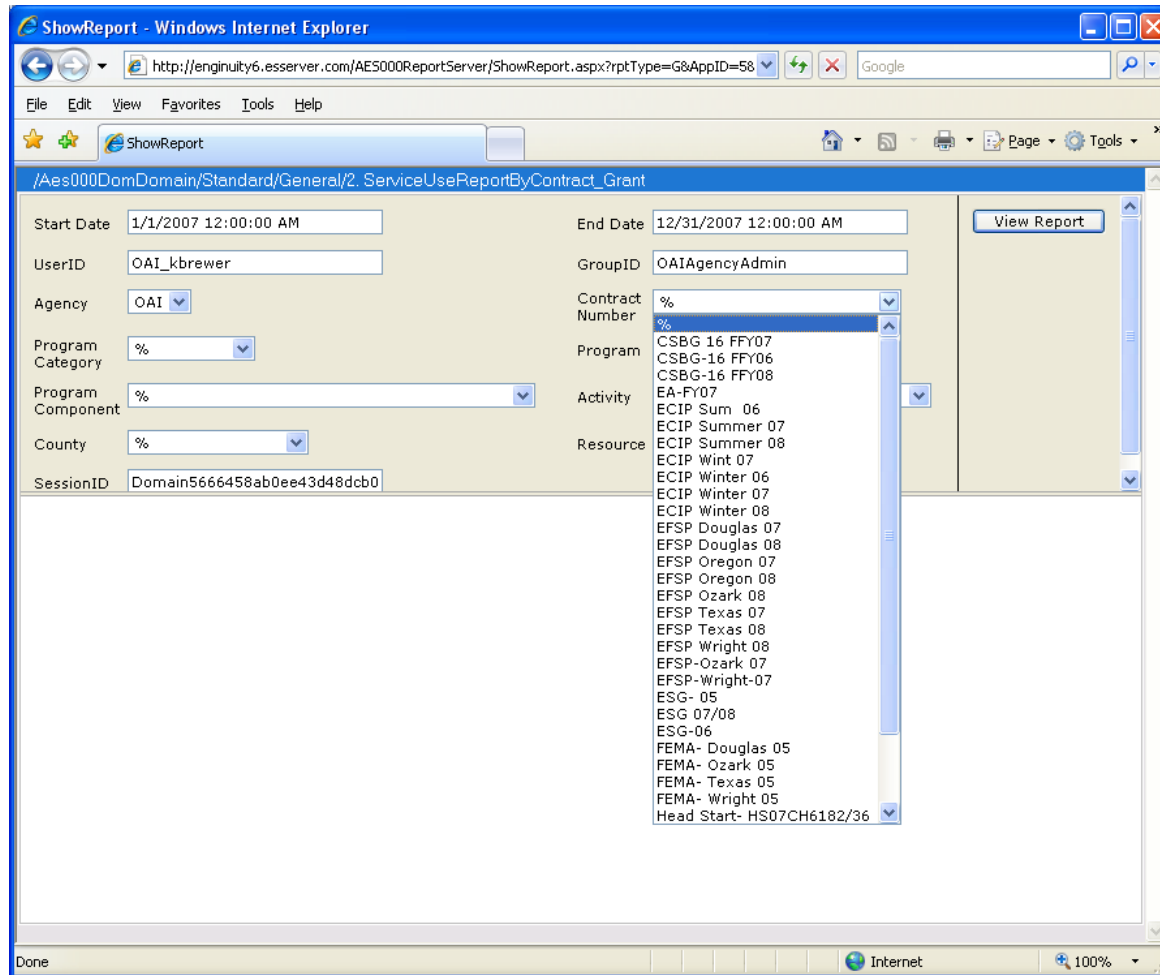 ShowReport - Windows Internet Explorer
http://enginuity6.esserver.com/AES000ReportServer/ShowReport.aspx?rptType=G&AppID=58
Google
File Edit View Favorites Tools Help
ShowReport
Page Tools »
/Aes000DomDomain/Standard/General/2. ServiceUseReportByContract_Grant
Start Date 1/1/2007 12:00:00 AM End Date 12/31/2007 12:00:00 AM View Report
UserID OAI_kbrewer GroupID OAIAgencyAdmin
Agency OAI Contract Number %
Program Category % Program
Program Component % Activity
County % Resource
SessionID Domain5666458ab0ee43d48dcb0
%
CSBG 16 FFY07
CSBG-16 FFY06
CSBG-16 FFY08
EA-FY07
ECIP Sum  06
ECIP Summer 07
ECIP Summer 08
ECIP Wint 07
ECIP Winter 06
ECIP Winter 07
ECIP Winter 08
EFSP Douglas 07
EFSP Douglas 08
EFSP Oregon 07
EFSP Oregon 08
EFSP Ozark 08
EFSP Texas 07
EFSP Texas 08
EFSP Wright 08
EFSP-Ozark 07
EFSP-Wright-07
ESG- 05
ESG 07/08
ESG-06
FEMA- Douglas 05
FEMA- Ozark 05
FEMA- Texas 05
FEMA- Wright 05
Head Start- HS07CH6182/36
Done Internet 100%